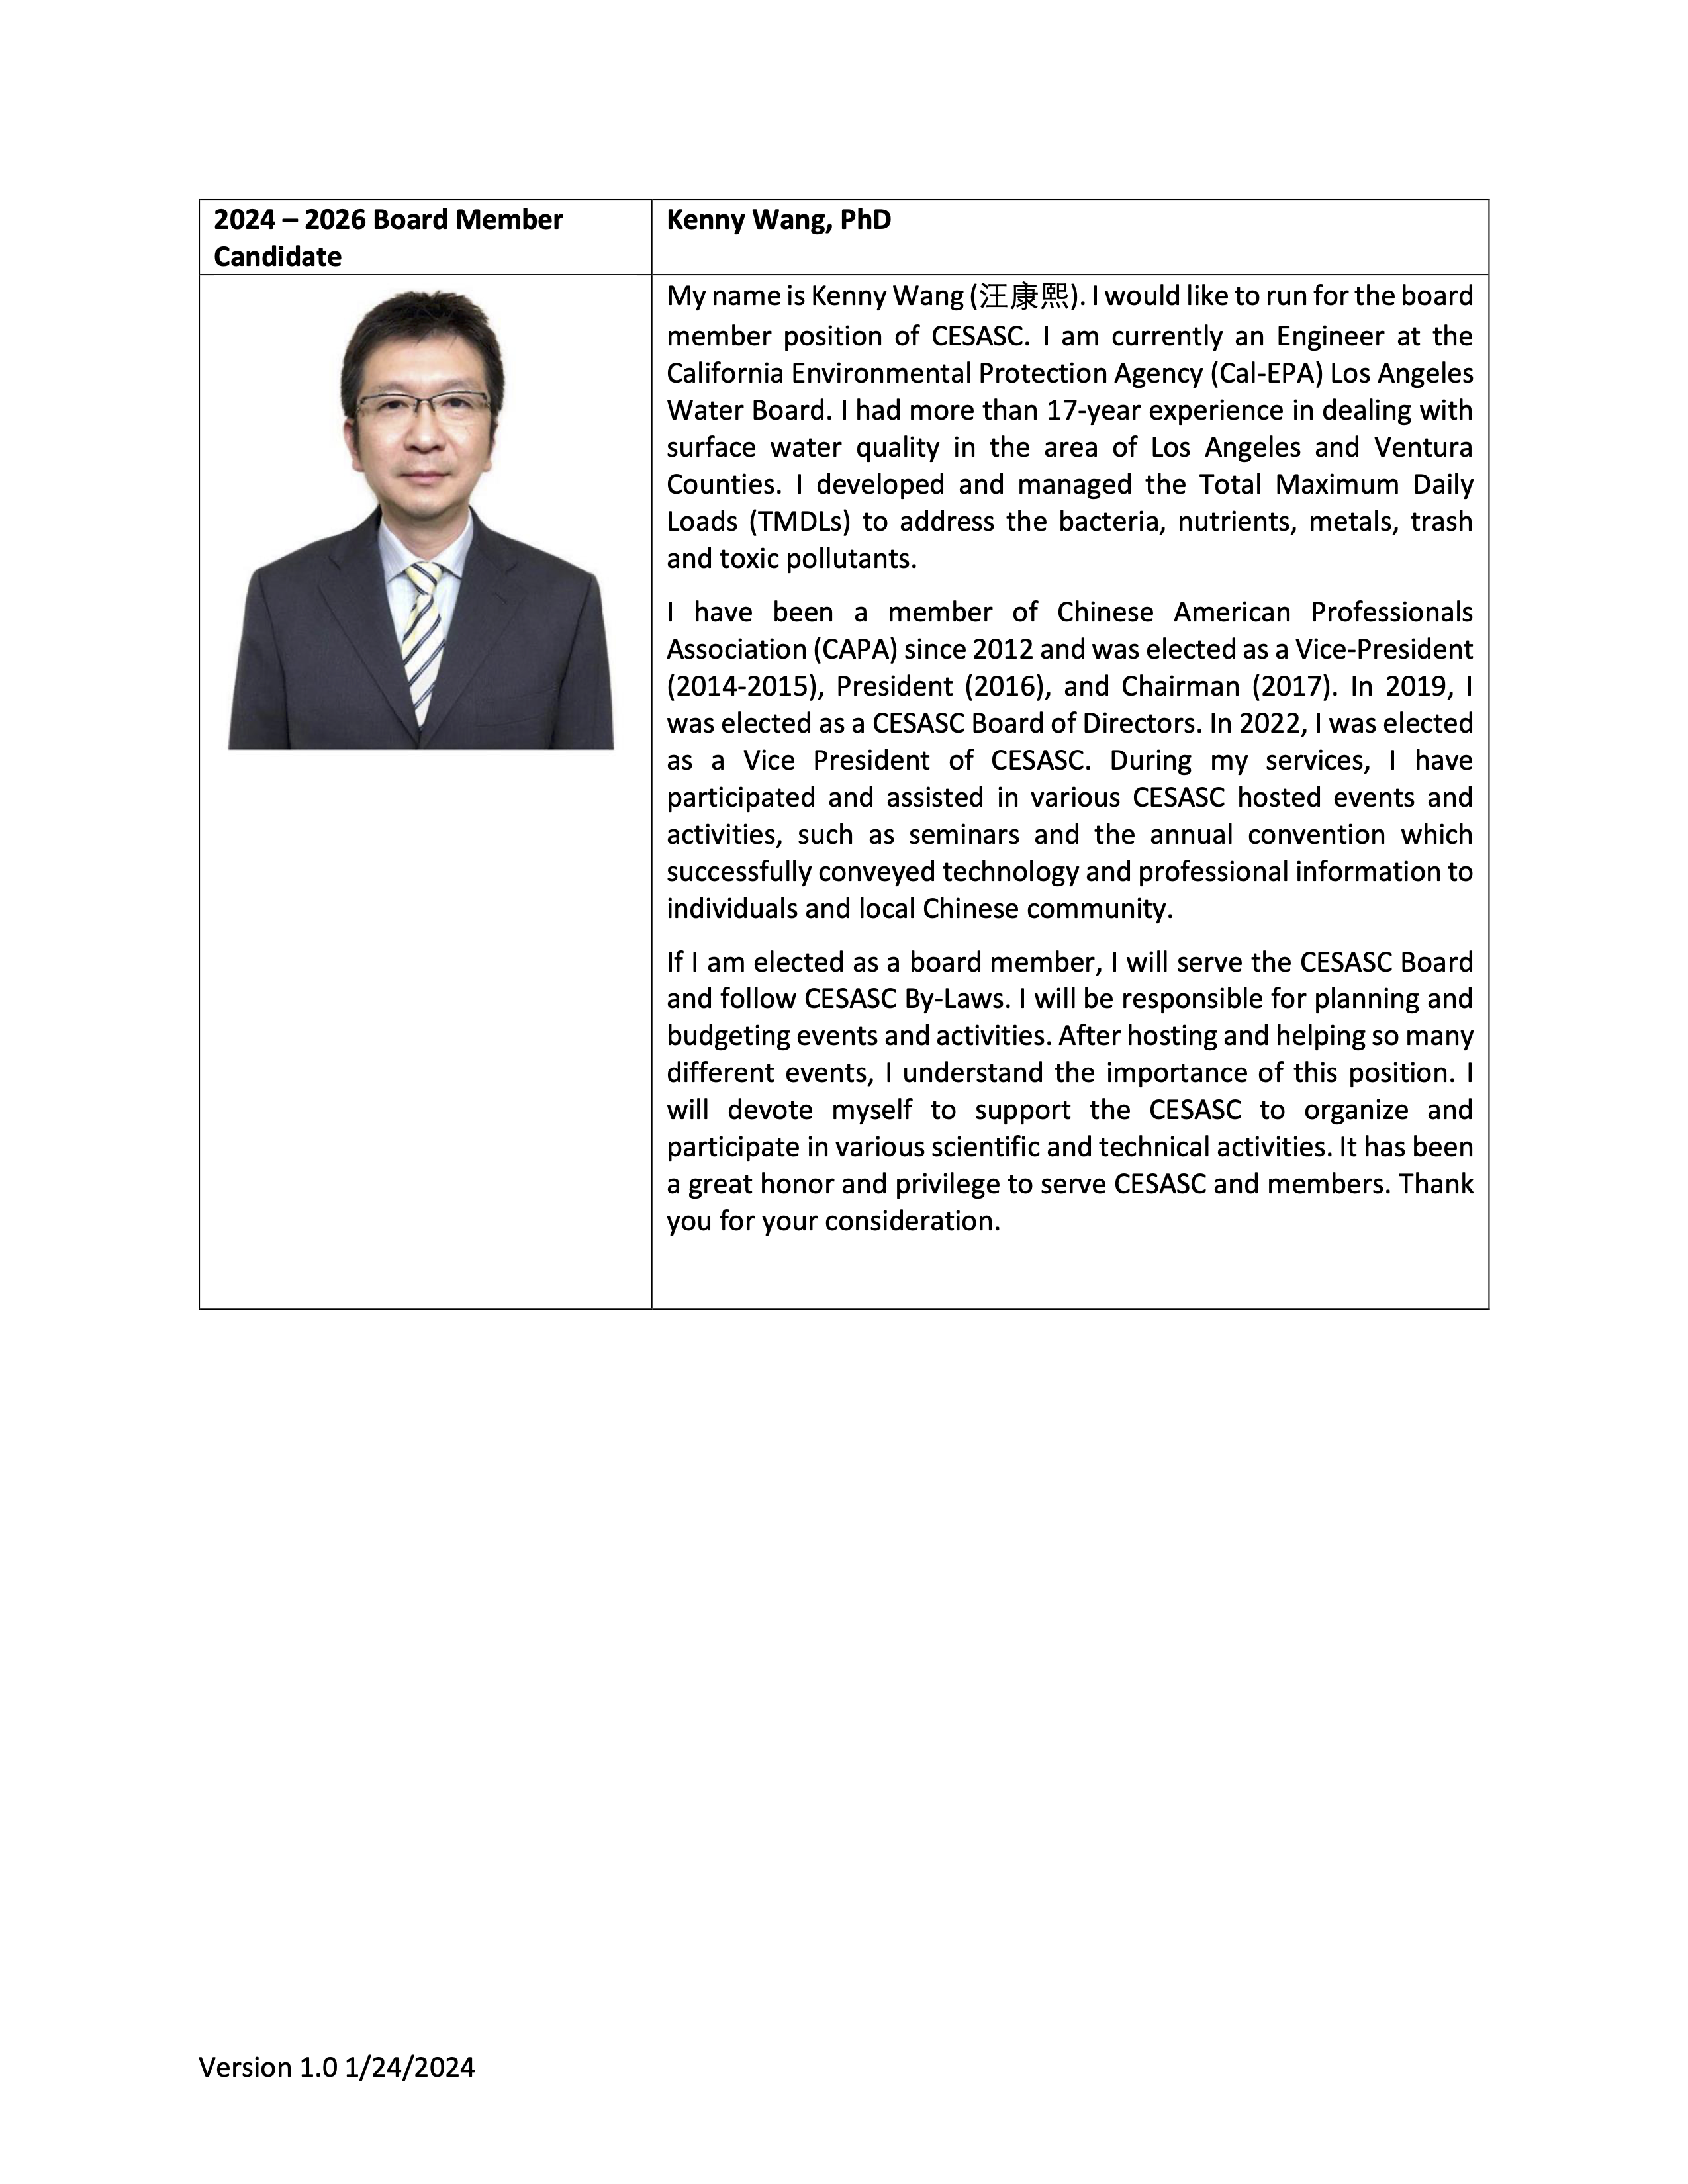 2024 – 2026 Board Member
Candidate
Kenny Wang, PhD
My name is Kenny Wang (汪康熙). I would like to run for the board
member position of CESASC. I am currently an Engineer at the
California Environmental Protection Agency (Cal-EPA) Los Angeles
Water Board. I had more than 17-year experience in dealing with
surface water quality in the area of Los Angeles and Ventura
Counties. I developed and managed the Total Maximum Daily
Loads (TMDLs) to address the bacteria, nutrients, metals, trash
and toxic pollutants.
I have been a member of Chinese American Professionals
Association (CAPA) since 2012 and was elected as a Vice-President
(2014-2015), President (2016), and Chairman (2017). In 2019, I
was elected as a CESASC Board of Directors. In 2022, I was elected
as a Vice President of CESASC. During my services, I have
participated and assisted in various CESASC hosted events and
activities, such as seminars and the annual convention which
successfully conveyed technology and professional information to
individuals and local Chinese community.
If I am elected as a board member, I will serve the CESASC Board
and follow CESASC By-Laws. I will be responsible for planning and
budgeting events and activities. After hosting and helping so many
different events, I understand the importance of this position. I
will devote myself to support the CESASC to organize and
participate in various scientific and technical activities. It has been
a great honor and privilege to serve CESASC and members. Thank
you for your consideration.
Version 1.0 1/24/2024